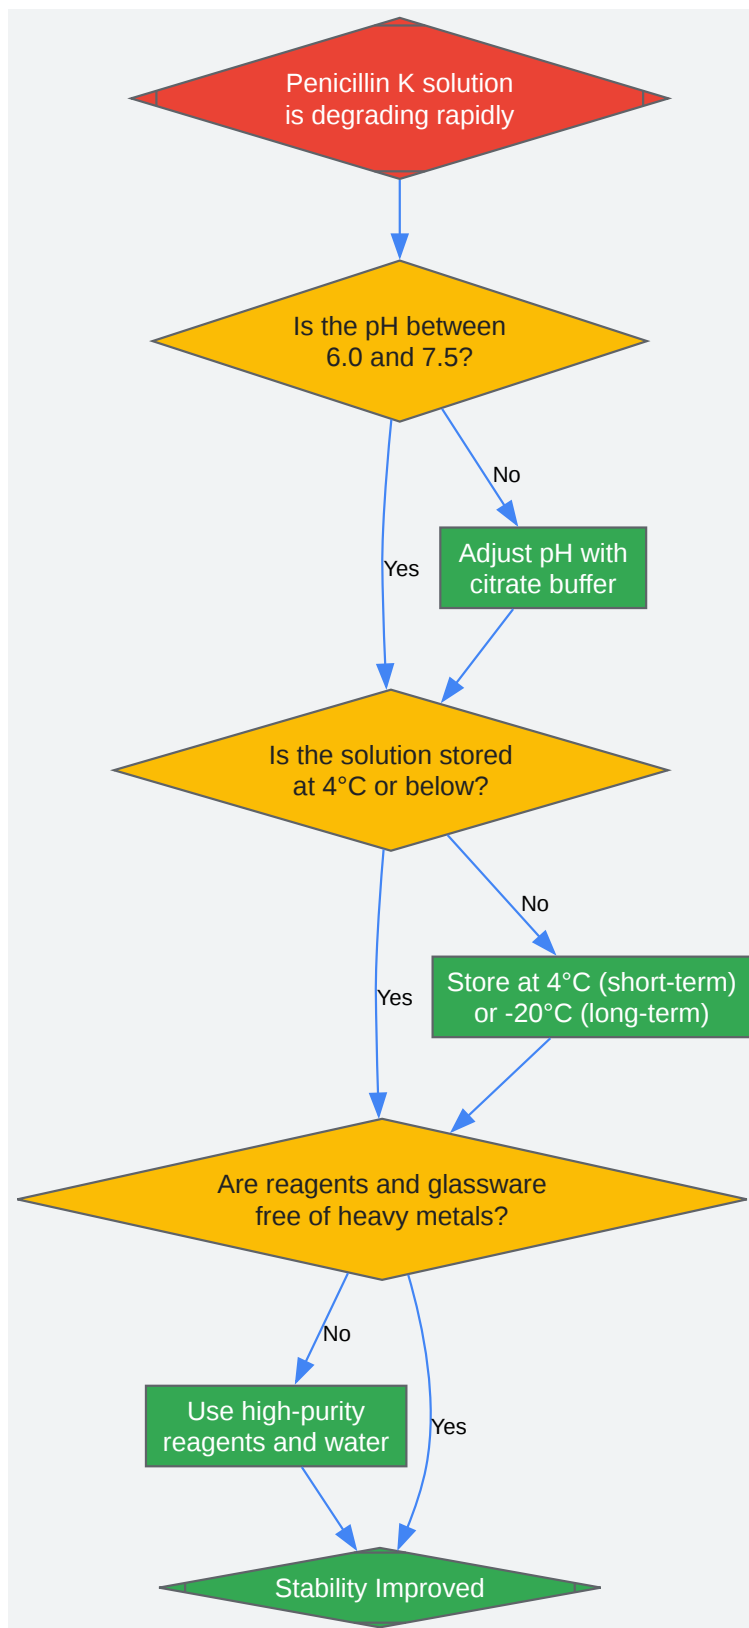 Penicillin K solution
is degrading rapidly
Is the pH between
6.0 and 7.5?
No
Adjust pH with
citrate buffer
Yes
Is the solution stored
at 4°C or below?
No
Store at 4°C (short-term)
or -20°C (long-term)
Yes
Are reagents and glassware
free of heavy metals?
No
Use high-purity
reagents and water
Yes
Stability Improved